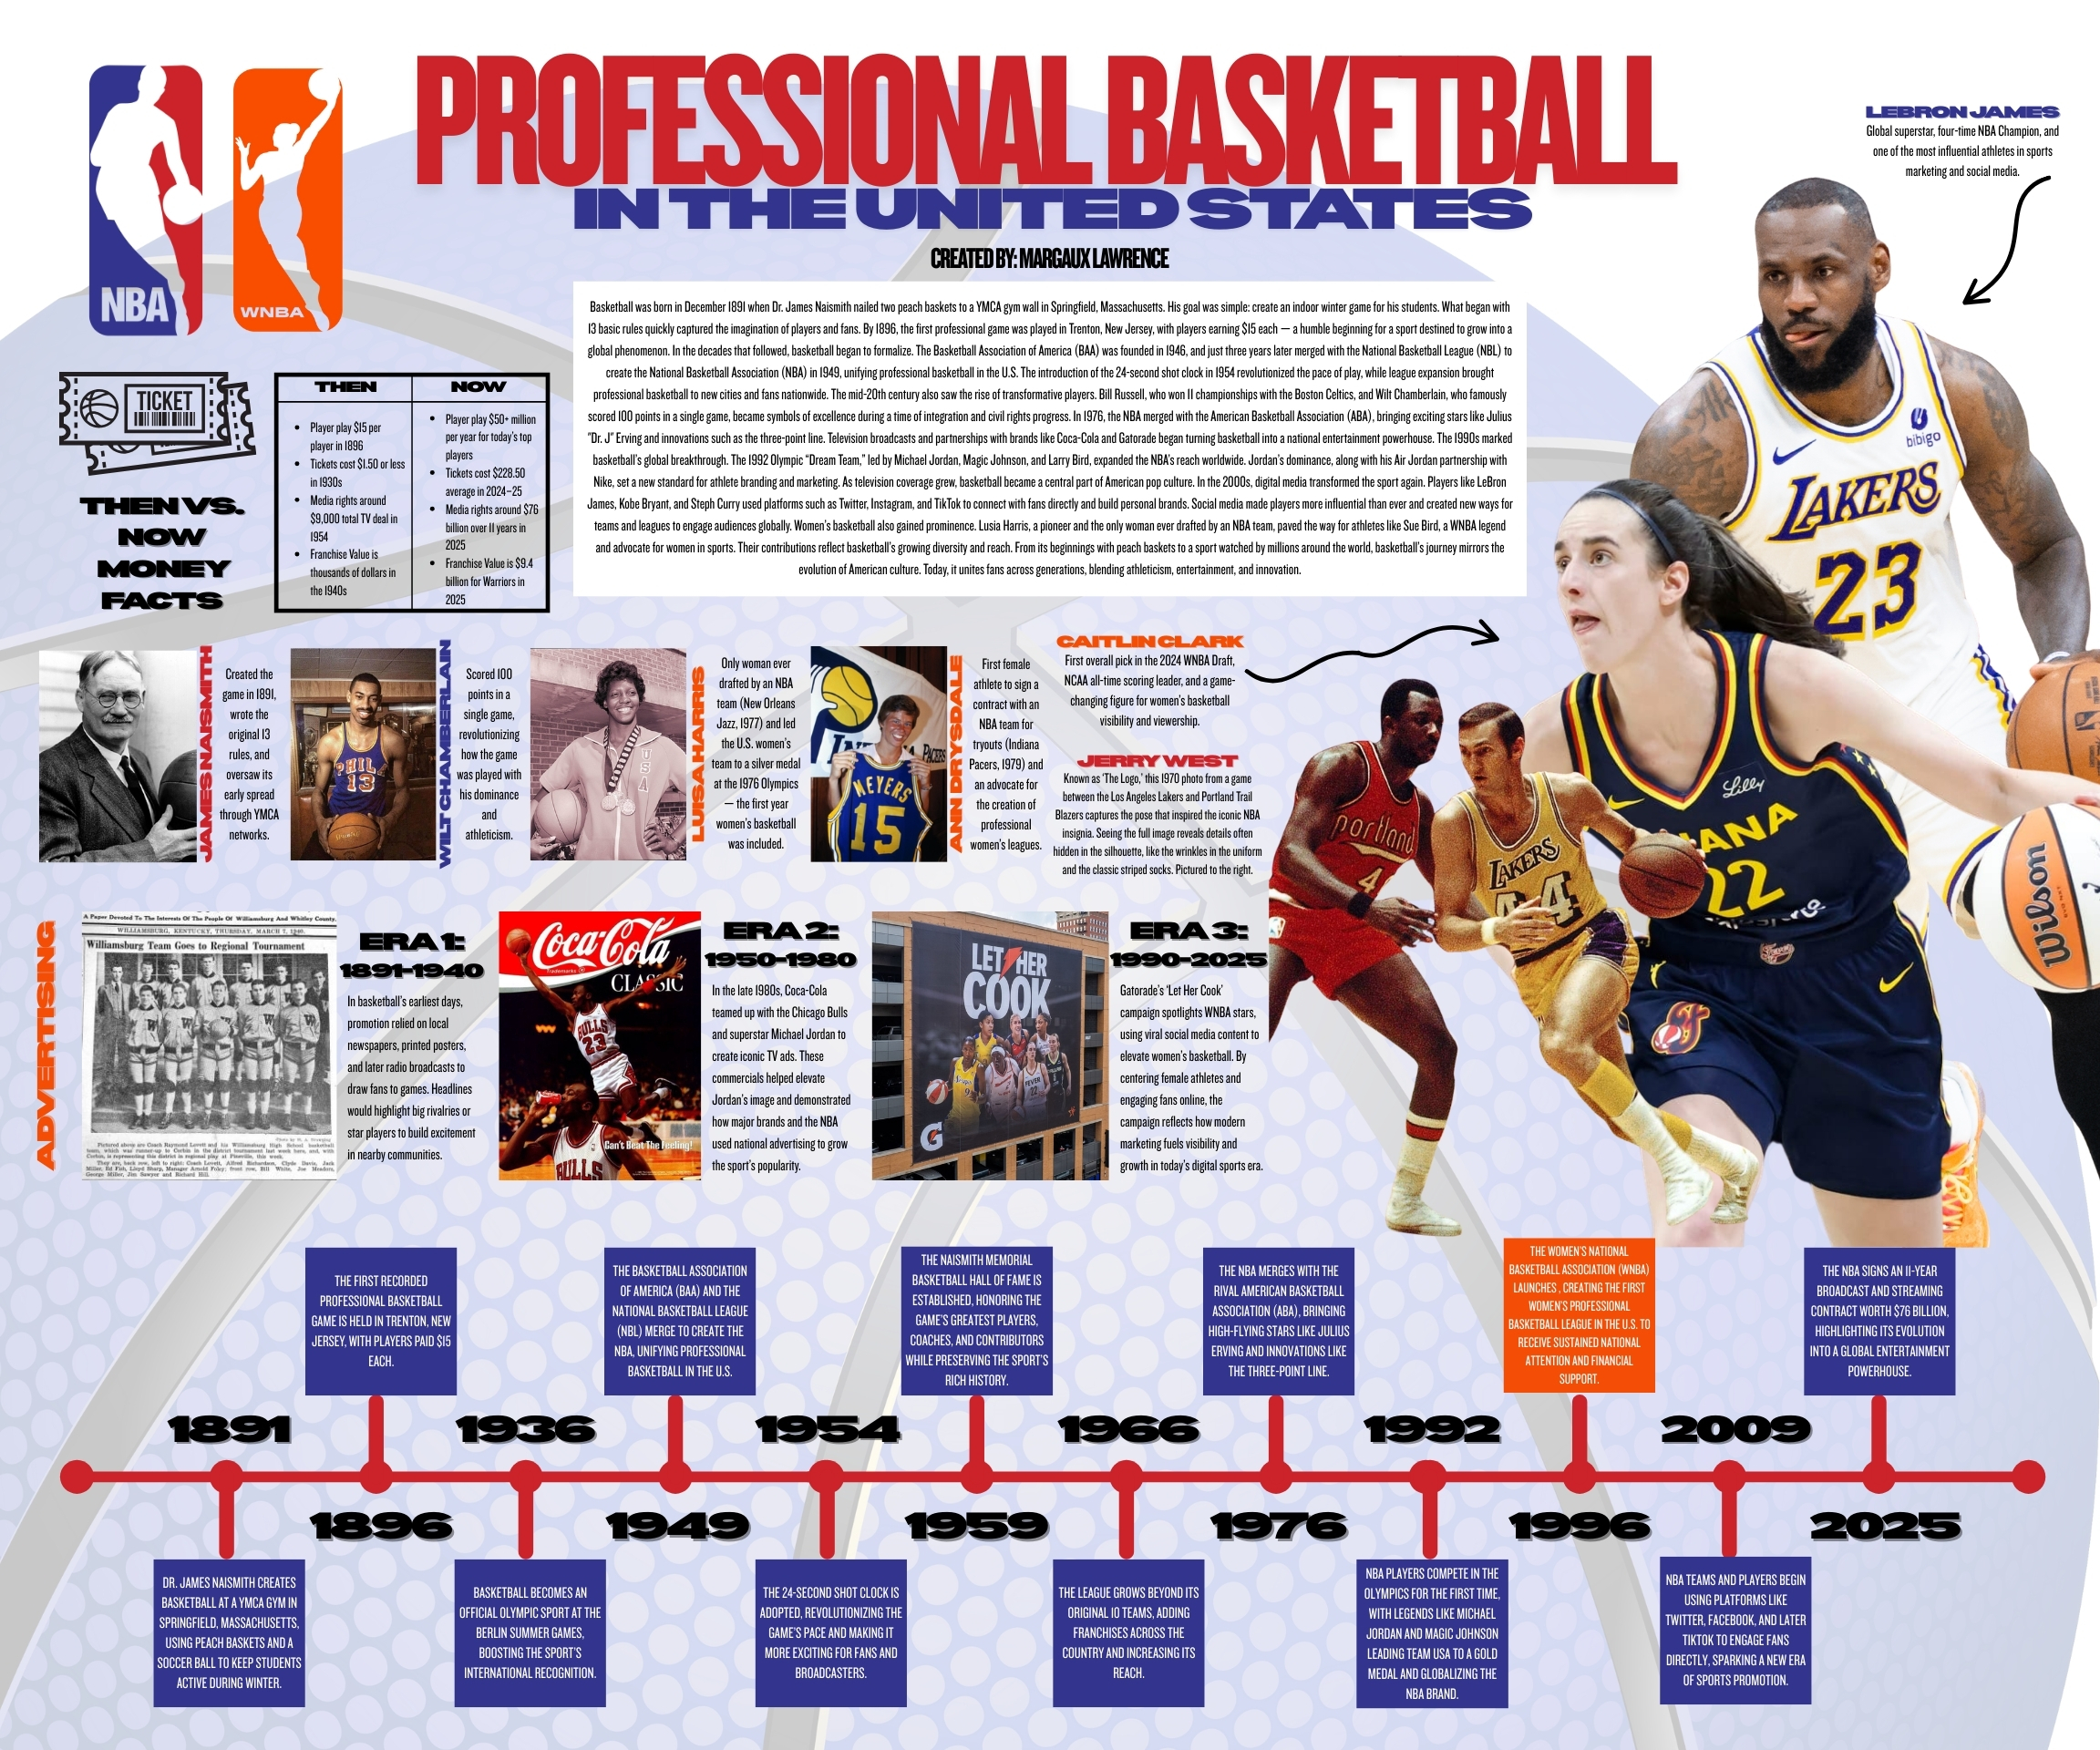 NBA
WNBA
PROFESSIONAL BASKETBALL
IN THE UNITED STATES
CREATED BY: MARGAUX LAWRENCE
LEBRON JAMES
Global superstar, four-time NBA Champion, and
one of the most influential athletes in sports
marketing and social media.
Basketball was born in December 1891 when Dr. James Naismith nailed two peach baskets to a YMCA gym wall in Springfield, Massachusetts. His goal was simple: create an indoor winter game for his students. What began with
13 basic rules quickly captured the imagination of players and fans. By 1896, the first professional game was played in Trenton, New Jersey, with players earning $15 each — a humble beginning for a sport destined to grow into a
global phenomenon. In the decades that followed, basketball began to formalize. The Basketball Association of America (BAA) was founded in 1946, and just three years later merged with the National Basketball League (NBL) to
create the National Basketball Association (NBA) in 1949, unifying professional basketball in the U.S. The introduction of the 24-second shot clock in 1954 revolutionized the pace of play, while league expansion brought
professional basketball to new cities and fans nationwide. The mid-20th century also saw the rise of transformative players. Bill Russell, who won 11 championships with the Boston Celtics, and Wilt Chamberlain, who famously
scored 100 points in a single game, became symbols of excellence during a time of integration and civil rights progress. In 1976, the NBA merged with the American Basketball Association (ABA), bringing exciting stars like Julius
"Dr. J" Erving and innovations such as the three-point line. Television broadcasts and partnerships with brands like Coca-Cola and Gatorade began turning basketball into a national entertainment powerhouse. The 1990s marked
basketball's global breakthrough. The 1992 Olympic "Dream Team," led by Michael Jordan, Magic Johnson, and Larry Bird, expanded the NBA's reach worldwide. Jordan's dominance, along with his Air Jordan partnership with
Nike, set a new standard for athlete branding and marketing. As television coverage grew, basketball became a central part of American pop culture. In the 2000s, digital media transformed the sport again. Players like LeBron
James, Kobe Bryant, and Steph Curry used platforms such as Twitter, Instagram, and TikTok to connect with fans directly and build personal brands. Social media made players more influential than ever and created new ways for
teams and leagues to engage audiences globally. Women's basketball also gained prominence. Lusia Harris, a pioneer and the only woman ever drafted by an NBA team, paved the way for athletes like Sue Bird, a WNBA legend
and advocate for women in sports. Their contributions reflect basketball's growing diversity and reach. From its beginnings with peach baskets to a sport watched by millions around the world, basketball's journey mirrors the
evolution of American culture. Today, it unites fans across generations, blending athleticism, entertainment, and innovation.
TICKET
THEN VS.
NOW
MONEY
FACTS
THEN
• Player play $15 per
player in 1896
• Tickets cost $1.50 or less
in 1930s
• Media rights around
$9,000 total TV deal in
1954
• Franchise Value is
thousands of dollars in
the 1940s
NOW
• Player play $50+ million
per year for today's top
players
• Tickets cost $228.50
average in 2024–25
• Media rights around $76
billion over 11 years in
2025
• Franchise Value is $9.4
billion for Warriors in
2025
bibigo
LAKERS
23
JAMES NAISMITH
Created the
game in 1891,
wrote the
original 13
rules, and
oversaw its
early spread
through YMCA
networks.
PHILA
13
WILT CHAMBERLAIN
Scored 100
points in a
single game,
revolutionizing
how the game
was played with
his dominance
and
athleticism.
USA
LUISA HARRIS
Only woman ever
drafted by an NBA
team (New Orleans
Jazz, 1977) and led
the U.S. women's
team to a silver medal
at the 1976 Olympics
— the first year
women's basketball
was included.
PACERS
MEYERS
15
ANN DRYSDALE
First female
athlete to sign a
contract with an
NBA team for
tryouts (Indiana
Pacers, 1979) and
an advocate for
the creation of
professional
women's leagues.
CAITLIN CLARK
First overall pick in the 2024 WNBA Draft,
NCAA all-time scoring leader, and a game-
changing figure for women's basketball
visibility and viewership.
JERRY WEST
Known as 'The Logo,' this 1970 photo from a game
between the Los Angeles Lakers and Portland Trail
Blazers captures the pose that inspired the iconic NBA
insignia. Seeing the full image reveals details often
hidden in the silhouette, like the wrinkles in the uniform
and the classic striped socks. Pictured to the right.
portland
4
LAKERS
44
Lilly
IANA
22
Wilson
ADVERTISING
A Paper Devoted To The Interests Of The People Of Williamsburg And Whitley County.
WILLIAMSBURG, KENTUCKY, THURSDAY, MARCH 7, 1940.
Williamsburg Team Goes to Regional Tournament
ERA 1:
1891-1940
In basketball's earliest days,
promotion relied on local
newspapers, printed posters,
and later radio broadcasts to
draw fans to games. Headlines
would highlight big rivalries or
star players to build excitement
in nearby communities.
Coca-Cola
CLASSIC
BULLS
23
Can't Beat The Feeling!
BULLS
ERA 2:
1950-1980
In the late 1980s, Coca-Cola
teamed up with the Chicago Bulls
and superstar Michael Jordan to
create iconic TV ads. These
commercials helped elevate
Jordan's image and demonstrated
how major brands and the NBA
used national advertising to grow
the sport's popularity.
LET HER
COOK
G
ERA 3:
1990-2025
Gatorade's 'Let Her Cook'
campaign spotlights WNBA stars,
using viral social media content to
elevate women's basketball. By
centering female athletes and
engaging fans online, the
campaign reflects how modern
marketing fuels visibility and
growth in today's digital sports era.
1891
DR. JAMES NAISMITH CREATES
BASKETBALL AT A YMCA GYM IN
SPRINGFIELD, MASSACHUSETTS,
USING PEACH BASKETS AND A
SOCCER BALL TO KEEP STUDENTS
ACTIVE DURING WINTER.
THE FIRST RECORDED
PROFESSIONAL BASKETBALL
GAME IS HELD IN TRENTON, NEW
JERSEY, WITH PLAYERS PAID $15
EACH.
1896
1936
BASKETBALL BECOMES AN
OFFICIAL OLYMPIC SPORT AT THE
BERLIN SUMMER GAMES,
BOOSTING THE SPORT'S
INTERNATIONAL RECOGNITION.
THE BASKETBALL ASSOCIATION
OF AMERICA (BAA) AND THE
NATIONAL BASKETBALL LEAGUE
(NBL) MERGE TO CREATE THE
NBA, UNIFYING PROFESSIONAL
BASKETBALL IN THE U.S.
1949
1954
THE 24-SECOND SHOT CLOCK IS
ADOPTED, REVOLUTIONIZING THE
GAME'S PACE AND MAKING IT
MORE EXCITING FOR FANS AND
BROADCASTERS.
THE NAISMITH MEMORIAL
BASKETBALL HALL OF FAME IS
ESTABLISHED, HONORING THE
GAME'S GREATEST PLAYERS,
COACHES, AND CONTRIBUTORS
WHILE PRESERVING THE SPORT'S
RICH HISTORY.
1959
1966
THE LEAGUE GROWS BEYOND ITS
ORIGINAL 10 TEAMS, ADDING
FRANCHISES ACROSS THE
COUNTRY AND INCREASING ITS
REACH.
THE NBA MERGES WITH THE
RIVAL AMERICAN BASKETBALL
ASSOCIATION (ABA), BRINGING
HIGH-FLYING STARS LIKE JULIUS
ERVING AND INNOVATIONS LIKE
THE THREE-POINT LINE.
1976
1992
NBA PLAYERS COMPETE IN THE
OLYMPICS FOR THE FIRST TIME,
WITH LEGENDS LIKE MICHAEL
JORDAN AND MAGIC JOHNSON
LEADING TEAM USA TO A GOLD
MEDAL AND GLOBALIZING THE
NBA BRAND.
THE WOMEN'S NATIONAL
BASKETBALL ASSOCIATION (WNBA)
LAUNCHES , CREATING THE FIRST
WOMEN'S PROFESSIONAL
BASKETBALL LEAGUE IN THE U.S. TO
RECEIVE SUSTAINED NATIONAL
ATTENTION AND FINANCIAL
SUPPORT.
1996
2009
NBA TEAMS AND PLAYERS BEGIN
USING PLATFORMS LIKE
TWITTER, FACEBOOK, AND LATER
TIKTOK TO ENGAGE FANS
DIRECTLY, SPARKING A NEW ERA
OF SPORTS PROMOTION.
THE NBA SIGNS AN 11-YEAR
BROADCAST AND STREAMING
CONTRACT WORTH $76 BILLION,
HIGHLIGHTING ITS EVOLUTION
INTO A GLOBAL ENTERTAINMENT
POWERHOUSE.
2025